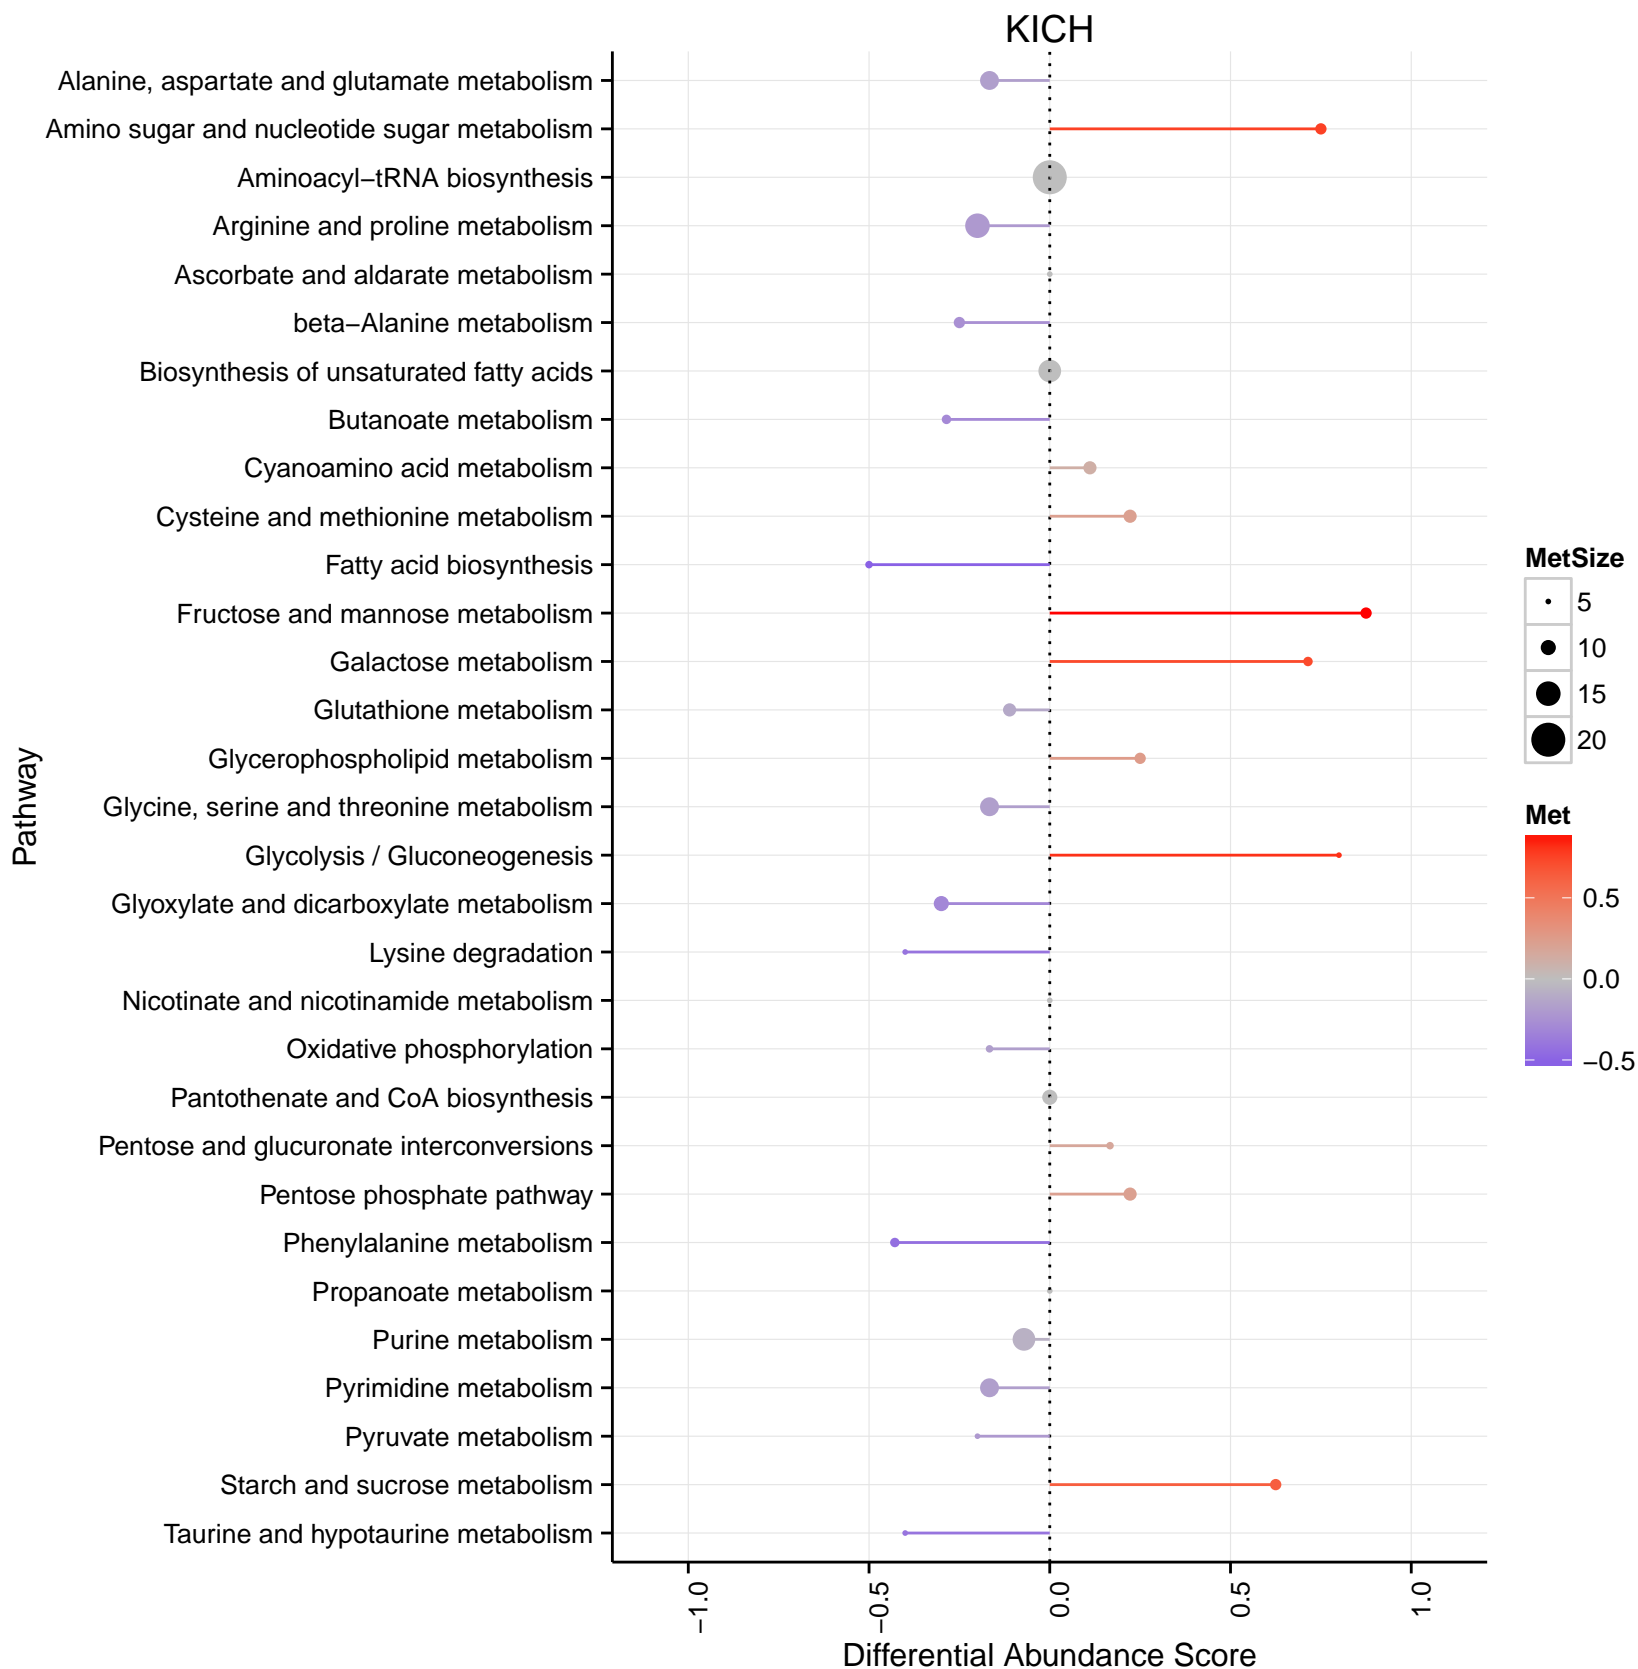 KICH
Alanine, aspartate and glutamate metabolism
Amino sugar and nucleotide sugar metabolism
Aminoacyl−tRNA biosynthesis
Arginine and proline metabolism
Ascorbate and aldarate metabolism
beta−Alanine metabolism
Biosynthesis of unsaturated fatty acids
Butanoate metabolism
Cyanoamino acid metabolism
Cysteine and methionine metabolism
Fatty acid biosynthesis
Fructose and mannose metabolism
Galactose metabolism
Glutathione metabolism
Glycerophospholipid metabolism
Glycine, serine and threonine metabolism
Glycolysis / Gluconeogenesis
Glyoxylate and dicarboxylate metabolism
Lysine degradation
Nicotinate and nicotinamide metabolism
Oxidative phosphorylation
Pantothenate and CoA biosynthesis
Pentose and glucuronate interconversions
Pentose phosphate pathway
Phenylalanine metabolism
Propanoate metabolism
Purine metabolism
Pyrimidine metabolism
Pyruvate metabolism
Starch and sucrose metabolism
Taurine and hypotaurine metabolism
Pathway
−1.0
−0.5
0.0
0.5
1.0
Differential Abundance Score
MetSize
5
10
15
20
Met
0.5
0.0
−0.5